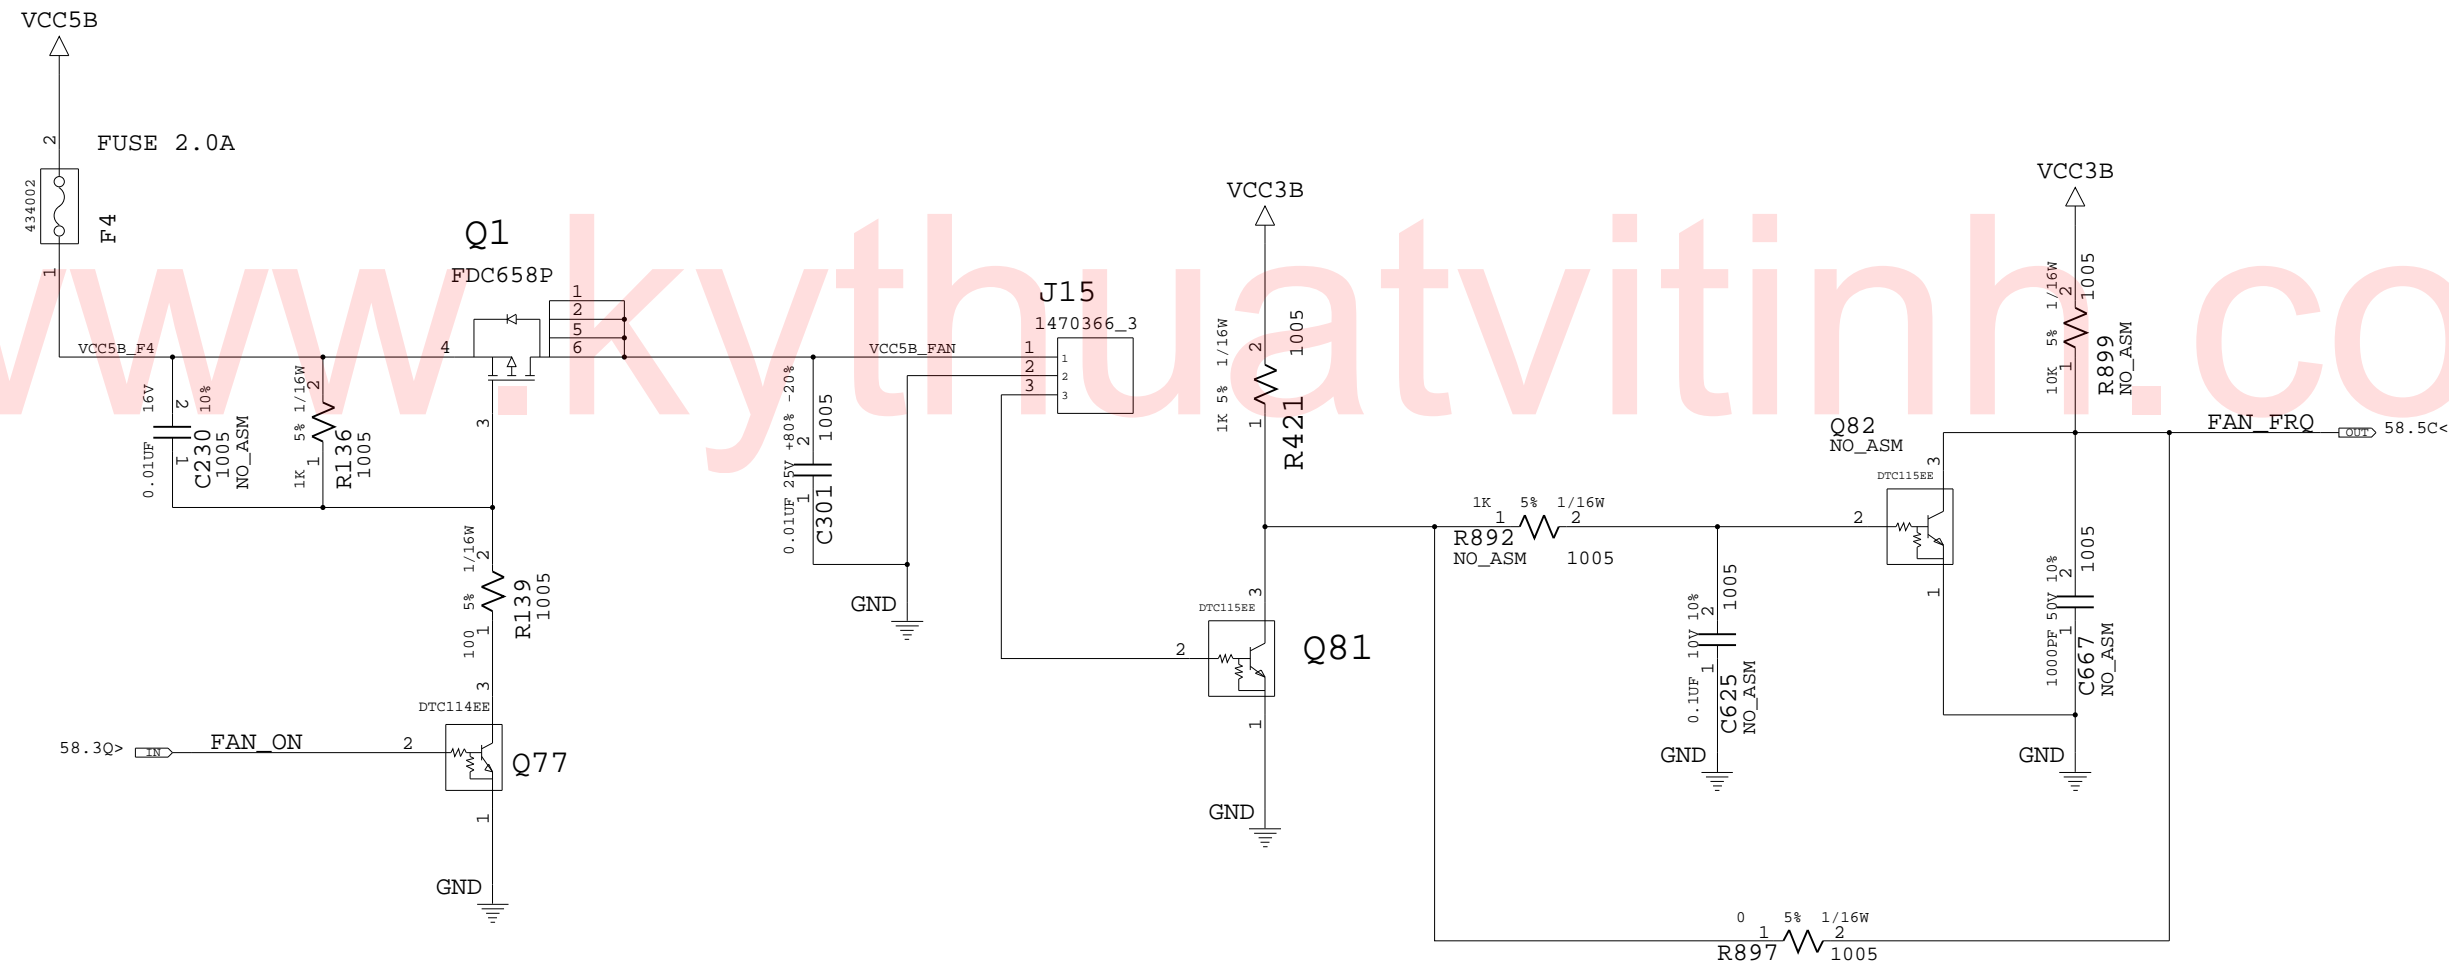 VCC5B
2
FUSE 2.0A
434002
F4
1
Q1
FDC658P
1
2
5
6
VCC5B_F4
4
3
0.01UF 16V
2
10%
1
C230
1005
NO_ASM
1K 5% 1/16W
2
1
R136
1005
100 5% 1/16W
2
1
R139
1005
3
DTC114EE
58.3Q>
IN
FAN_ON
2
Q77
1
GND
VCC5B_FAN
0.01UF 25V +80% -20%
2
1
C301
1005
GND
J15
1470366_3
1
2
3
1
2
3
VCC3B
1K 5% 1/16W
2
1
1005
R421
3
DTC115EE
2
Q81
1
GND
1K 5% 1/16W
1
2
R892
NO_ASM
1005
0.1UF 10V 10%
2
1
1005
C625
NO_ASM
GND
Q82
NO_ASM
DTC115EE
3
2
1
VCC3B
10K 5% 1/16W
2
1
1005
R899
NO_ASM
FAN_FRQ
OUT
58.5C<
1000PF 50V 10%
2
1
1005
C667
NO_ASM
GND
0 5% 1/16W
1
2
R897
1005
www.kythuatvitinh.co